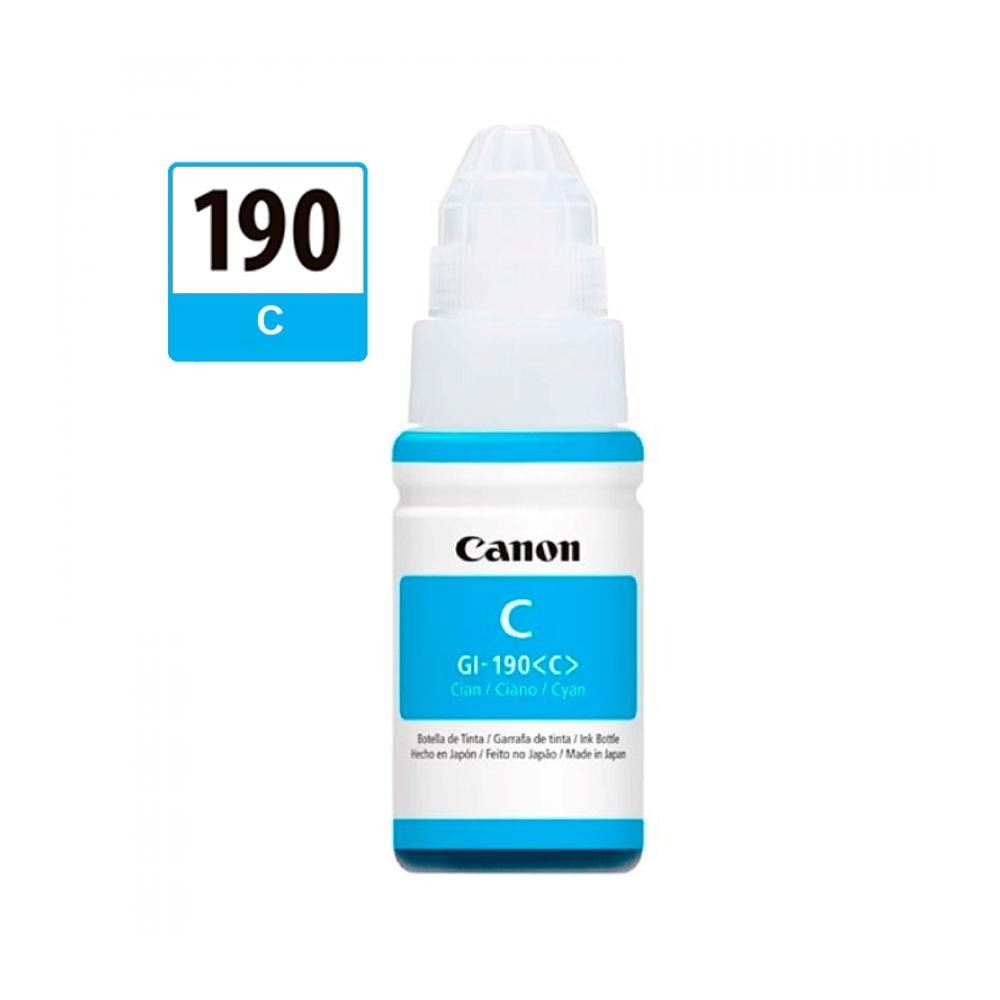 190
C
Canon
C
GI-190<C>
Cian / Ciano / Cyan
Botella de Tinta / Garrafa de tinta / Ink Bottle
Hecho en Japón / Feito no Japão / Made in Japan